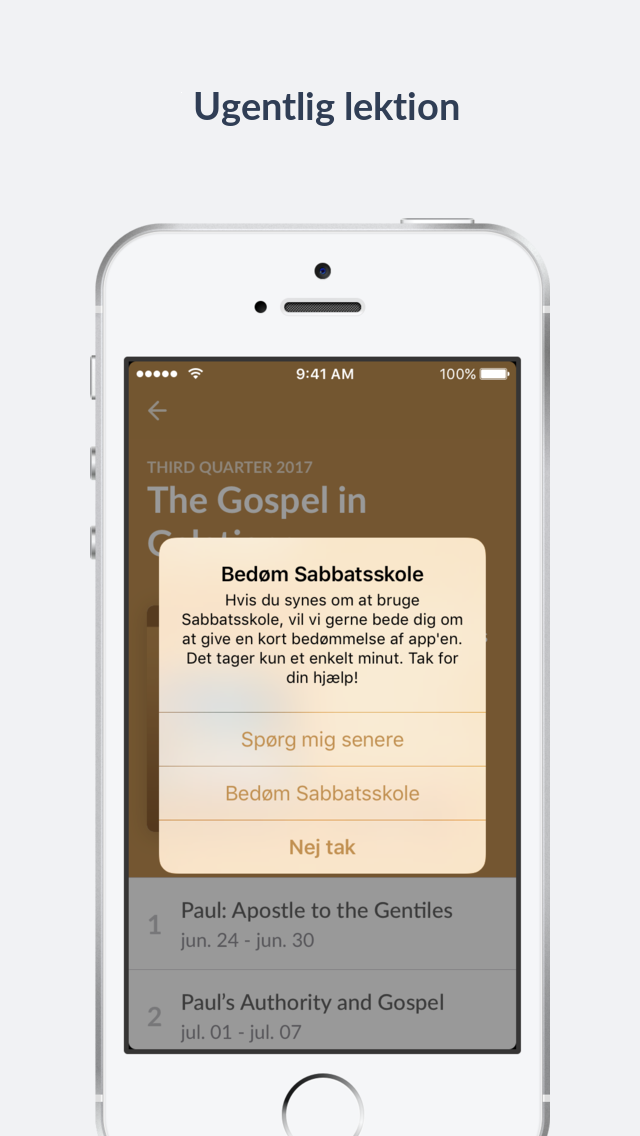 Ugentlig lektion
9:41 AM
100%
THIRD QUARTER 2017
The Gospel in
Bedøm Sabbatsskole
Hvis du synes om at bruge
Sabbatsskole, vil vi gerne bede dig om
at give en kort bedømmelse af app'en.
Det tager kun et enkelt minut. Tak for
din hjælp!
Spørg mig senere
Bedøm Sabbatsskole
Nej tak
1
Paul: Apostle to the Gentiles
jun. 24 - jun. 30
2
Paul’s Authority and Gospel
jul. 01 - jul. 07